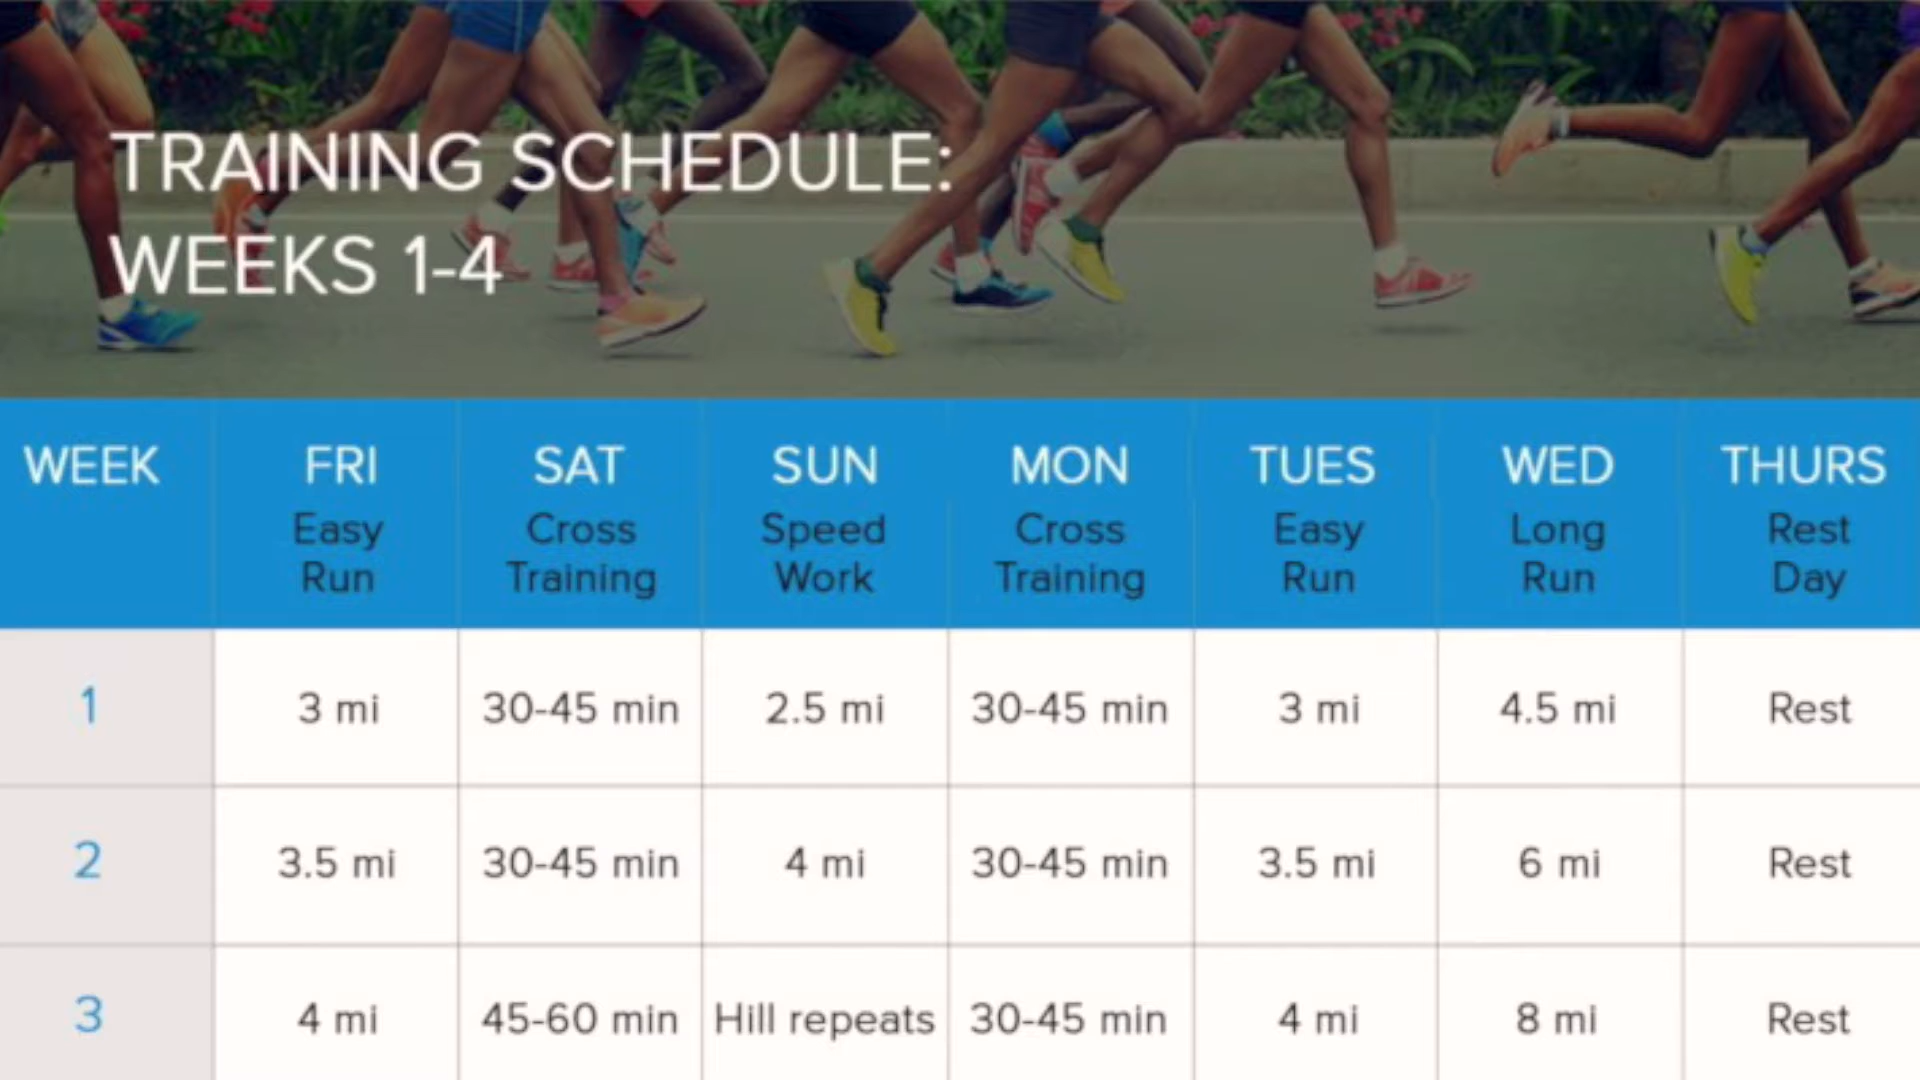 TRAINING SCHEDULE:
WEEKS 1-4
WEEK FRI SAT SUN MON TUES WED THURS
Easy Cross Speed Cross Easy Long Rest
Run Training Work Training Run Run Day
1 3 mi 30-45 min 2.5 mi 30-45 min 3 mi 4.5 mi Rest
2 3.5 mi 30-45 min 4 mi 30-45 min 3.5 mi 6 mi Rest
3 4 mi 45-60 min Hill repeats 30-45 min 4 mi 8 mi Rest